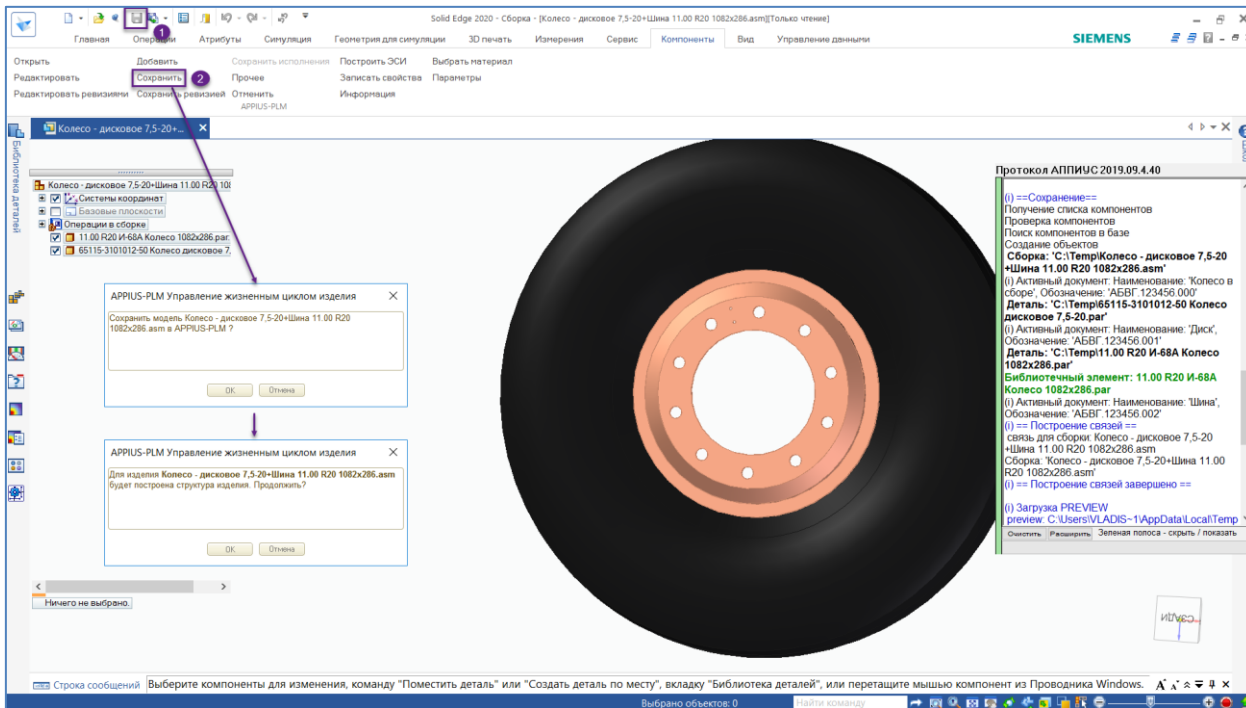 Solid Edge 2020 - Сборка - [Колесо - дисковое 7,5-20+Шина 11.00 R20 1082x286.asm][Только чтение]
1
Главная Операции Атрибуты Симуляция Геометрия для симуляции 3D печать Измерения Сервис Компоненты Вид Управление данными SIEMENS
Открыть Добавить Сохранить исполнения Построить ЭСИ Выбрать материал
Редактировать Сохранить 2 Прочее Записать свойства Параметры
Редактировать ревизиями Сохранить ревизией Отменить Информация
APPIUS-PLM
Колесо - дисковое 7,5-20+...
Библиотека деталей
Колесо - дисковое 7,5-20+Шина 11.00 R20 108
Системы координат
Базовые плоскости
Операции в сборке
11.00 R20 И-68А Колесо 1082x286.par
65115-3101012-50 Колесо дисковое 7,
APPIUS-PLM Управление жизненным циклом изделия
Сохранить модель Колесо - дисковое 7,5-20+Шина 11.00 R20
1082x286.asm в APPIUS-PLM ?
OK Отмена
APPIUS-PLM Управление жизненным циклом изделия
Для изделия Колесо - дисковое 7,5-20+Шина 11.00 R20 1082x286.asm
будет построена структура изделия. Продолжить?
OK Отмена
Ничего не выбрано.
Протокол АППИУС 2019.09.4.40
(i) ==Сохранение==
Получение списка компонентов
Проверка компонентов
Поиск компонентов в базе
Создание объектов
Сборка: 'C:\Temp\Колесо - дисковое 7,5-20
+Шина 11.00 R20 1082x286.asm'
(i) Активный документ: Наименование: 'Колесо в
сборе', Обозначение: 'АБВГ.123456.000'
Деталь: 'C:\Temp\65115-3101012-50 Колесо
дисковое 7,5-20.par'
(i) Активный документ: Наименование: 'Диск',
Обозначение: 'АБВГ.123456.001'
Деталь: 'C:\Temp\11.00 R20 И-68А Колесо
1082x286.par'
Библиотечный элемент: 11.00 R20 И-68А
Колесо 1082x286.par
(i) Активный документ: Наименование: 'Шина',
Обозначение: 'АБВГ.123456.002'
(i) == Построение связей ==
связь для сборки: Колесо - дисковое 7,5-20
+Шина 11.00 R20 1082x286.asm
Сборка: 'Колесо - дисковое 7,5-20+Шина 11.00
R20 1082x286.asm'
(i) == Построение связей завершено ==
(i) Загрузка PREVIEW
preview: C:\Users\VLADIS~1\AppData\Local\Temp
Очистить Расширить Зеленая полоса - скрыть / показать
СЗАДИ
Строка сообщений Выберите компоненты для изменения, команду "Поместить деталь" или "Создать деталь по месту", вкладку "Библиотека деталей", или перетащите мышью компонент из Проводника Windows.
Выбрано объектов: 0 Найти команду